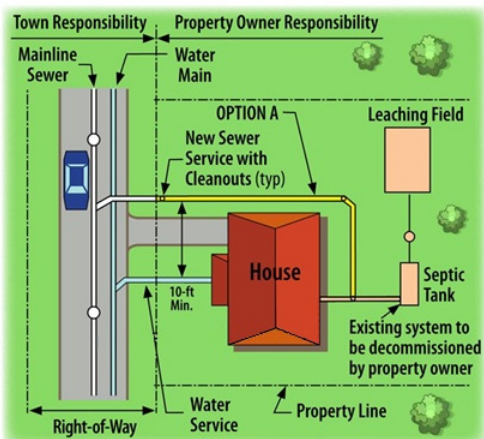 Town Responsibility
Property Owner Responsibility
Mainline
Sewer
Water
Main
OPTION A
Leaching Field
New Sewer
Service with
Cleanouts (typ)
House
10-ft
Min.
Septic
Tank
Existing system to
be decommissioned
by property owner
Water
Service
Property Line
Right-of-Way